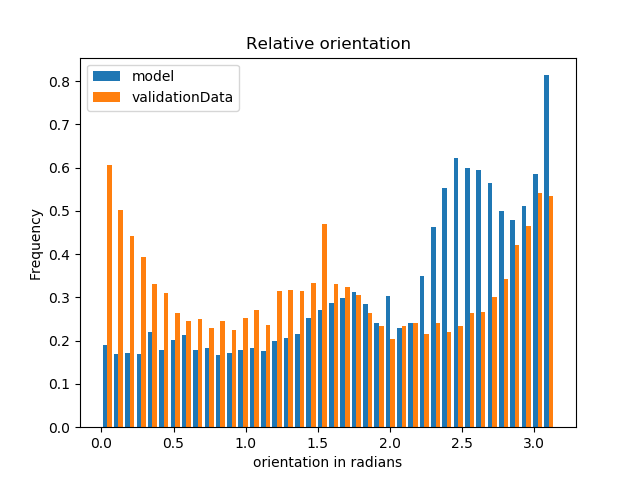 Relative orientation
model
validationData
Frequency
0.8
0.7
0.6
0.5
0.4
0.3
0.2
0.1
0.0
0.0 0.5 1.0 1.5 2.0 2.5 3.0
orientation in radians